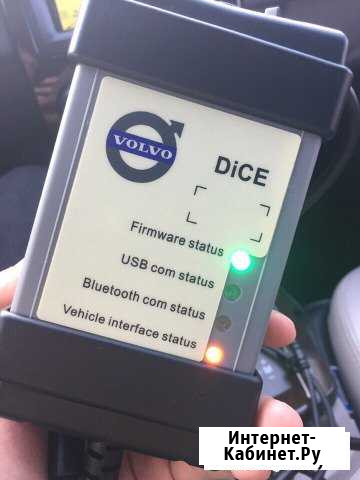 VOLVO
DiCE
Firmware status
USB com status
Bluetooth com status
Vehicle interface status
Интернет-
Кабинет.Ру